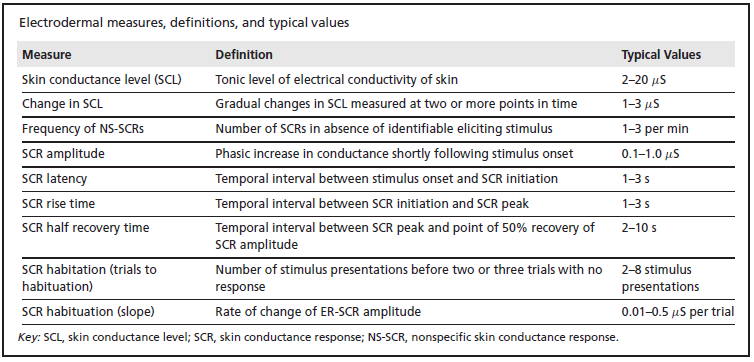 Electrodermal measures, definitions, and typical values
Measure Definition Typical Values
Skin conductance level (SCL) Tonic level of electrical conductivity of skin 2–20 μS
Change in SCL Gradual changes in SCL measured at two or more points in time 1–3 μS
Frequency of NS-SCRs Number of SCRs in absence of identifiable eliciting stimulus 1–3 per min
SCR amplitude Phasic increase in conductance shortly following stimulus onset 0.1–1.0 μS
SCR latency Temporal interval between stimulus onset and SCR initiation 1–3 s
SCR rise time Temporal interval between SCR initiation and SCR peak 1–3 s
SCR half recovery time Temporal interval between SCR peak and point of 50% recovery of 2–10 s
SCR amplitude
SCR habitation (trials to Number of stimulus presentations before two or three trials with no 2–8 stimulus
habituation) response presentations
SCR habituation (slope) Rate of change of ER-SCR amplitude 0.01–0.5 μS per trial
Key: SCL, skin conductance level; SCR, skin conductance response; NS-SCR, nonspecific skin conductance response.